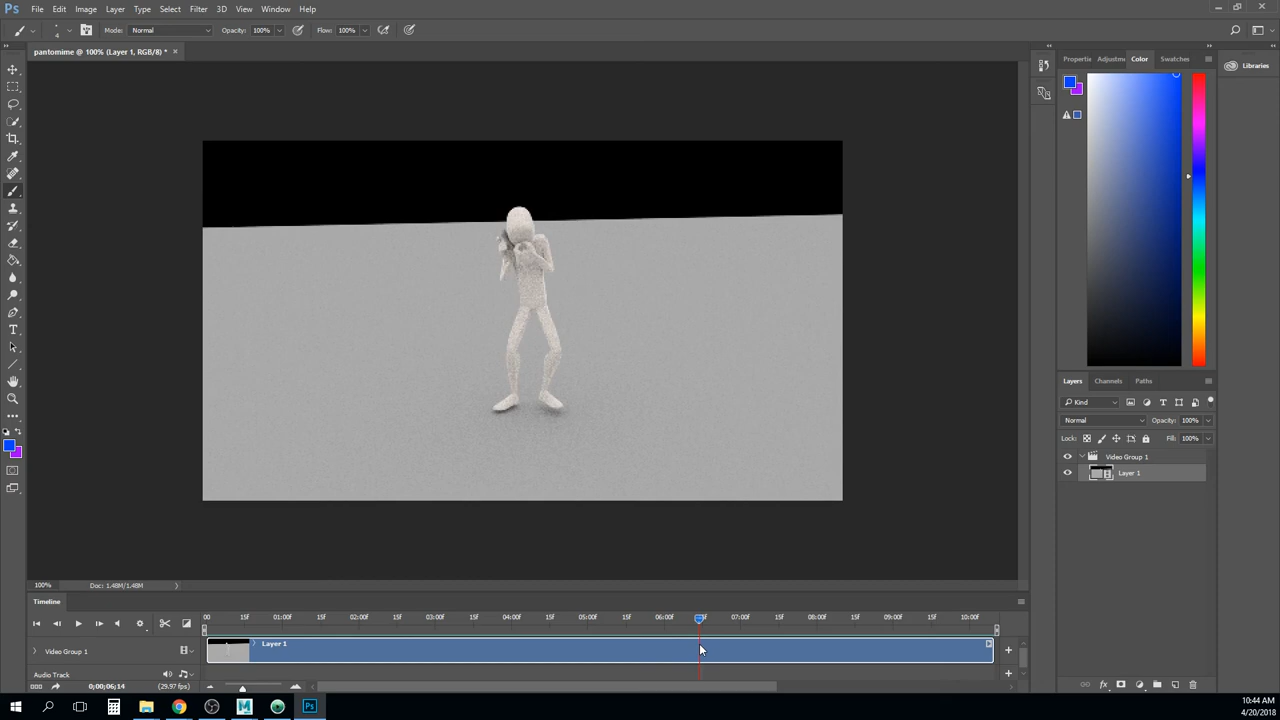 Ps File Edit Image Layer Type Select Filter 3D View Window Help
4 Mode: Normal Opacity: 100% Flow: 100%
pantomime @ 100% (Layer 1, RGB/8) * ×
Properti Adjustm Color Swatches
Libraries
Layers Channels Paths
Kind
Normal Opacity: 100%
Lock: Fill: 100%
Video Group 1
Layer 1
100% Doc: 1.48M/1.48M
Timeline
00 15f 01:00f 15f 02:00f 15f 03:00f 15f 04:00f 15f 05:00f 15f 06:00f 07:00f 15f 08:00f 15f 09:00f 15f 10:00f
Video Group 1 Layer 1
Audio Track
0;00;06;14 (29.97 fps)
10:44 AM
4/20/2018